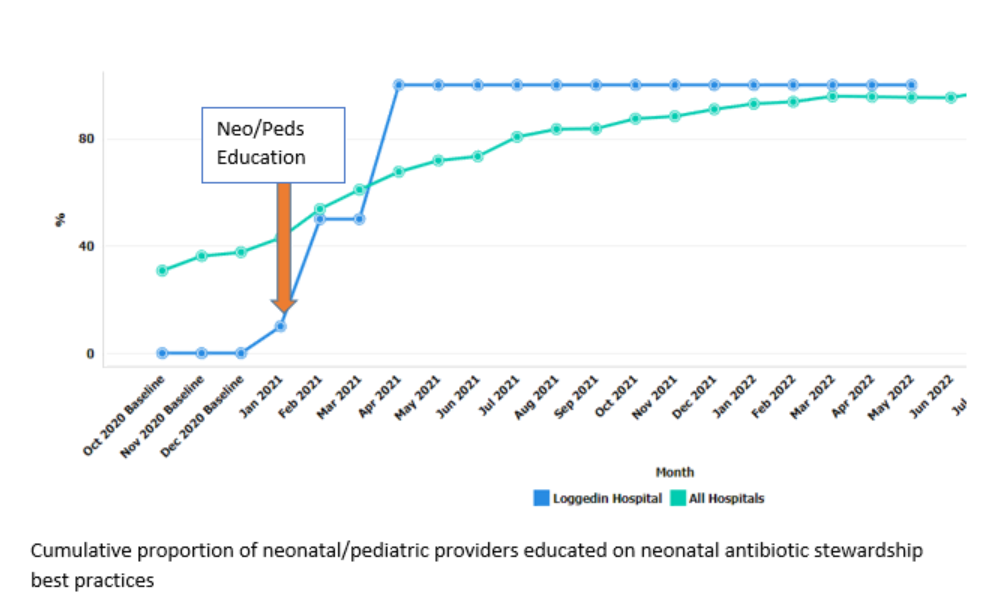 Neo/Peds
Education
80
%
40
0
Oct 2020 Baseline
Nov 2020 Baseline
Dec 2020 Baseline
Jan 2021
Feb 2021
Mar 2021
Apr 2021
May 2021
Jun 2021
Jul 2021
Aug 2021
Sep 2021
Oct 2021
Nov 2021
Dec 2021
Jan 2022
Feb 2022
Mar 2022
Apr 2022
May 2022
Jun 2022
Jul
Month
Loggedin Hospital All Hospitals
Cumulative proportion of neonatal/pediatric providers educated on neonatal antibiotic stewardship
best practices